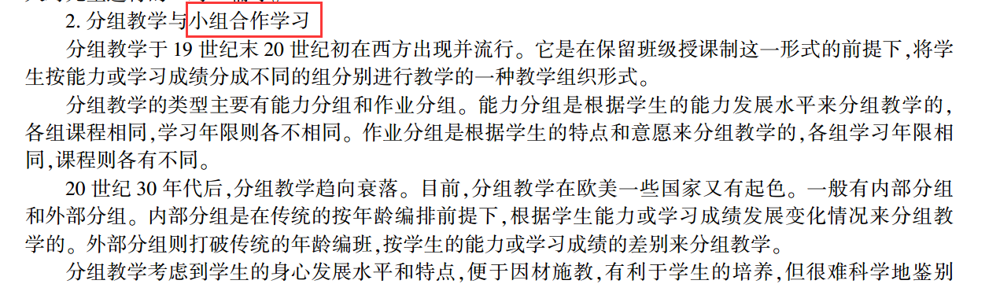 2. 分组教学与小组合作学习
分组教学于 19 世纪末 20 世纪初在西方出现并流行。它是在保留班级授课制这一形式的前提下,将学
生按能力或学习成绩分成不同的组分别进行教学的一种教学组织形式。
分组教学的类型主要有能力分组和作业分组。能力分组是根据学生的能力发展水平来分组教学的,
各组课程相同,学习年限则各不相同。作业分组是根据学生的特点和意愿来分组教学的,各组学习年限相
同,课程则各有不同。
20 世纪 30 年代后,分组教学趋向衰落。目前,分组教学在欧美一些国家又有起色。一般有内部分组
和外部分组。内部分组是在传统的按年龄编排前提下,根据学生能力或学习成绩发展变化情况来分组教
学的。外部分组则打破传统的年龄编班,按学生的能力或学习成绩的差别来分组教学。
分组教学考虑到学生的身心发展水平和特点,便于因材施教,有利于学生的培养,但很难科学地鉴别